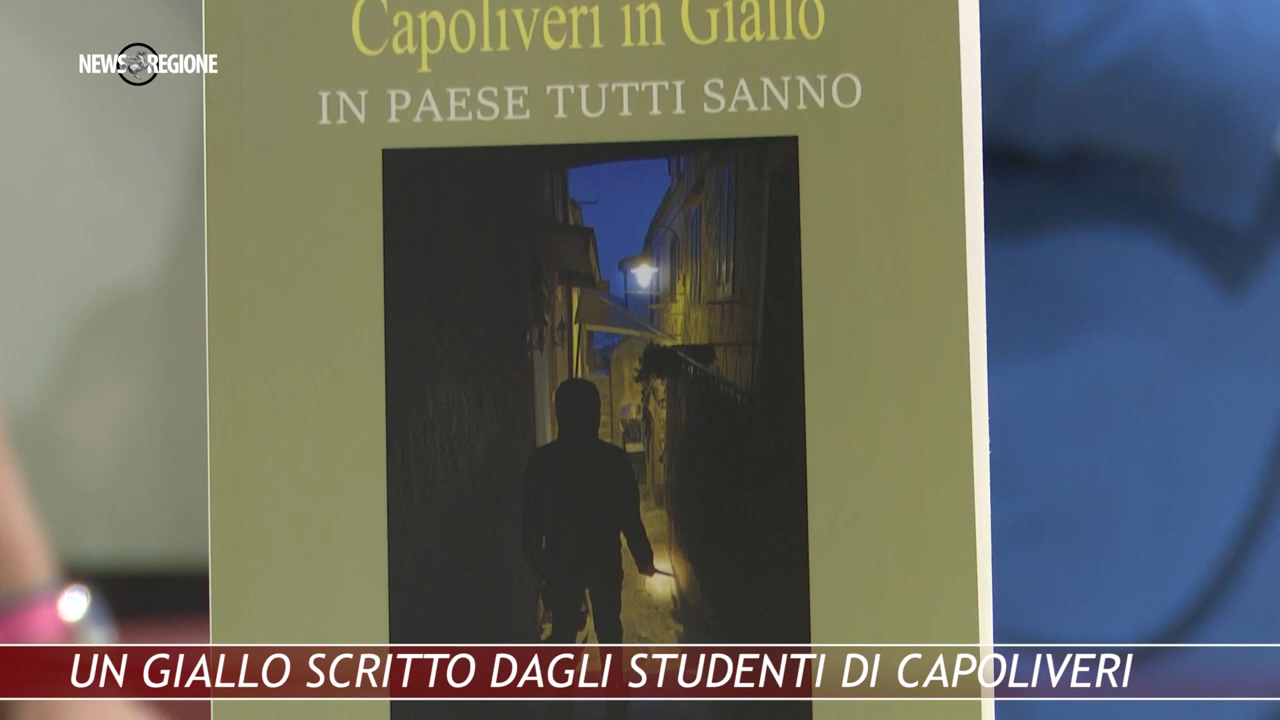 Capoliveri in Giallo
NEWS REGIONE
IN PAESE TUTTI SANNO
UN GIALLO SCRITTO DAGLI STUDENTI DI CAPOLIVERI